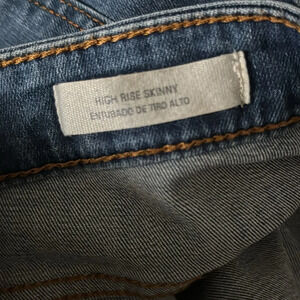 HIGH RISE SKINNY
ENTUBADO DE TIRO ALTO